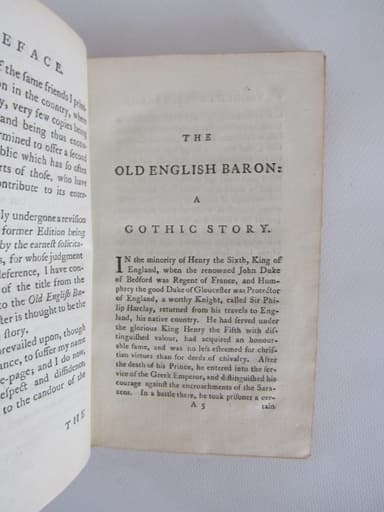 EFACE.
f the same friends I
on in the country, where
y, very few copies being
and being thus encou-
rmined to offer a second
blic which has so often
rts of those, who have
ontribute to its enter-
ly undergone a revision
former Edition being
by the earnest solicita-
for whose judgment
eference, I have con-
of the title
to the Old English Ba-
ter is thought to be the
story.
prevailed upon, though
ance, to suffer my name
e-page; and I do now,
espect and diffidence
to the candour of the
THE
THE
OLD ENGLISH BARON:
A
GOTHIC STORY.
IN the minority of Henry the Sixth, King of
England, when the renowned John Duke
of Bedford was Regent of France, and Hum-
phrey the good Duke of Gloucester was Protector
of England, a worthy Knight, called Sir Phi-
lip Harclay, returned from his travels to Eng-
land, his native country. He had served under
the glorious King Henry the Fifth with dis-
tinguished valour, had acquired an honour-
able fame, and was no less esteemed for chris-
tian virtues than for deeds of chivalry. After
the death of his Prince, he entered into the ser-
vice of the Greek Emperor, and distinguished his
courage against the encroachments of the Sara-
cens. In a battle there, he took prisoner a cer-
A 5 tain